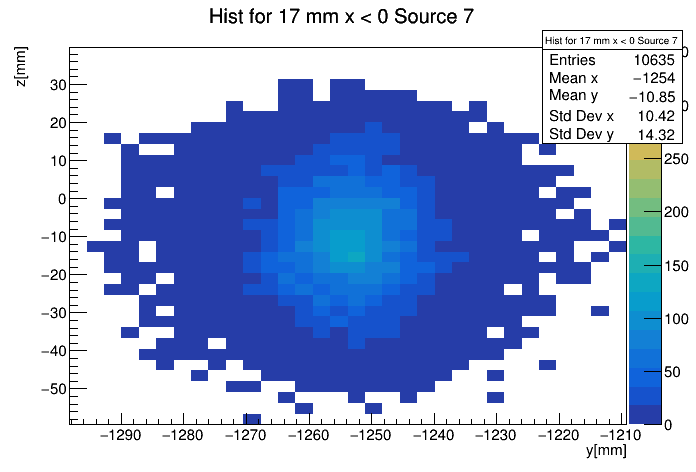 Hist for 17 mm x < 0 Source 7
z[mm]
Hist for 17 mm x < 0 Source 7
Entries 10635
Mean x −1254
Mean y −10.85
Std Dev x 10.42
Std Dev y 14.32
30
20
10
0
−10
−20
−30
−40
−50
−1290 −1280 −1270 −1260 −1250 −1240 −1230 −1220 −1210
y[mm]
250
200
150
100
50
0